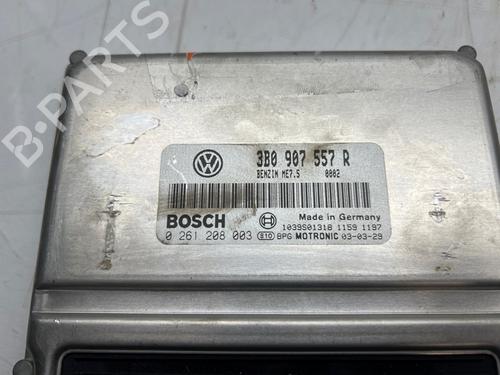 B-PARTS
3B0 907 557 R
BENZIN ME7.5 0002
BOSCH
Made in Germany
1039S01318 1159 1197
0 261 208 003 e10 BPG MOTRONIC 03-03-29